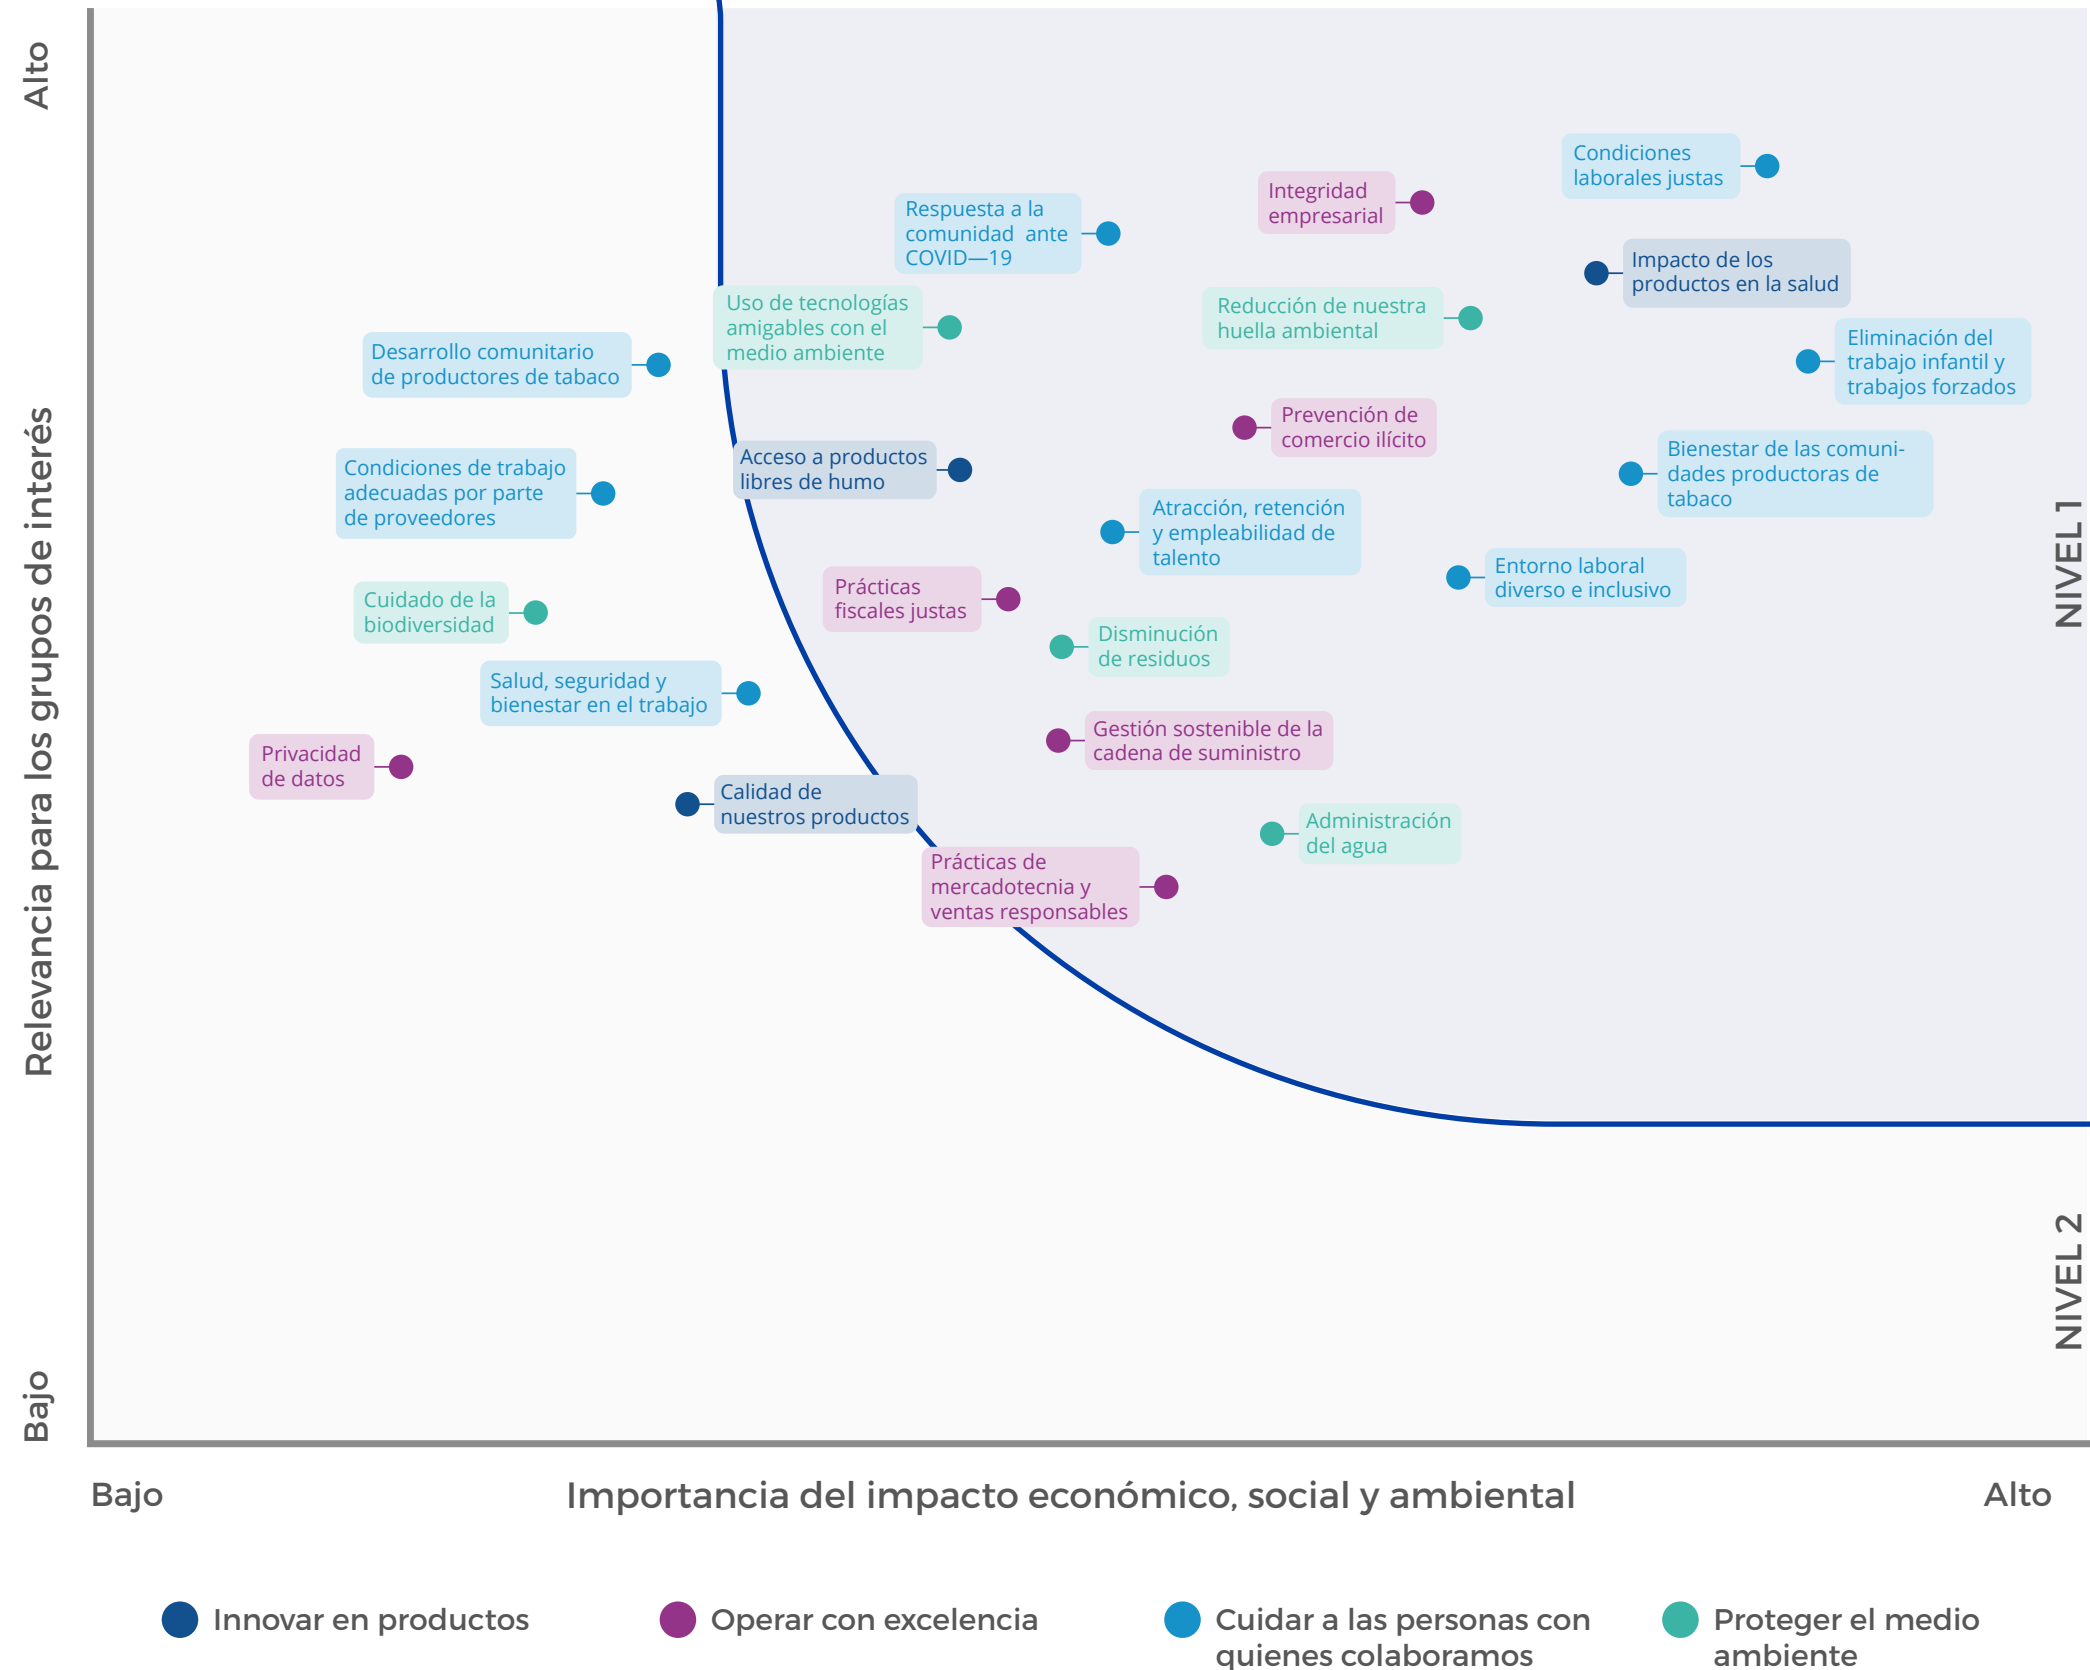 Alto
Relevancia para los grupos de interés
Bajo
Condiciones
laborales justas
Integridad
empresarial
Respuesta a la
comunidad ante
COVID—19
Impacto de los
productos en la salud
Uso de tecnologías
amigables con el
medio ambiente
Reducción de nuestra
huella ambiental
Eliminación del
trabajo infantil y
trabajos forzados
Desarrollo comunitario
de productores de tabaco
Prevención de
comercio ilícito
Bienestar de las comuni-
dades productoras de
tabaco
Acceso a productos
libres de humo
Condiciones de trabajo
adecuadas por parte
de proveedores
Atracción, retención
y empleabilidad de
talento
Entorno laboral
diverso e inclusivo
NIVEL 1
Prácticas
fiscales justas
Cuidado de la
biodiversidad
Disminución
de residuos
Salud, seguridad y
bienestar en el trabajo
Gestión sostenible de la
cadena de suministro
Privacidad
de datos
Calidad de
nuestros productos
Administración
del agua
Prácticas de
mercadotecnia y
ventas responsables
NIVEL 2
Bajo
Importancia del impacto económico, social y ambiental
Alto
Innovar en productos
Operar con excelencia
Cuidar a las personas con
quienes colaboramos
Proteger el medio
ambiente